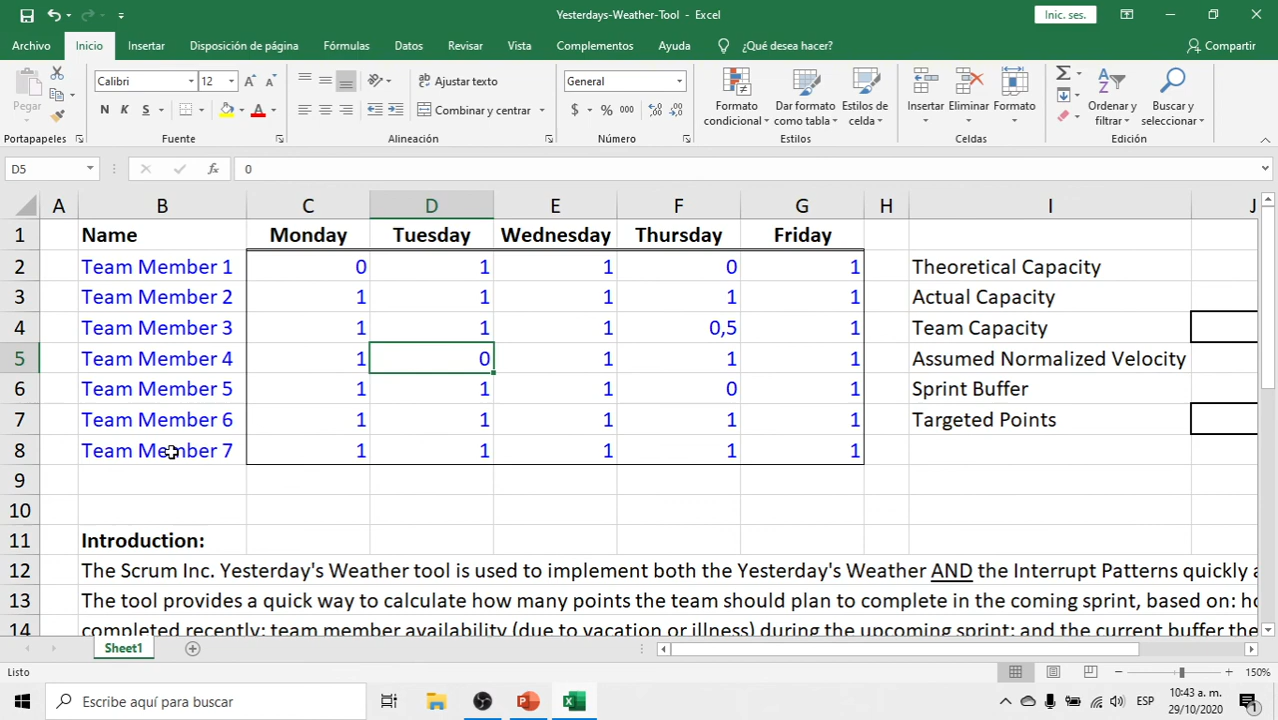 Yesterdays-Weather-Tool - Excel
Inic. ses.
Archivo Inicio Insertar Disposición de página Fórmulas Datos Revisar Vista Complementos Ayuda ¿Qué desea hacer? Compartir
Pegar
Calibri 12
N K S
Ajustar texto
Combinar y centrar
General
$ % 000
Formato condicional
Dar formato como tabla
Estilos de celda
Insertar Eliminar Formato
Ordenar y filtrar
Buscar y seleccionar
Portapapeles Fuente Alineación Número Estilos Celdas Edición
D5 fx 0
A B C D E F G H I J
1 Name Monday Tuesday Wednesday Thursday Friday
2 Team Member 1 0 1 1 0 1 Theoretical Capacity
3 Team Member 2 1 1 1 1 1 Actual Capacity
4 Team Member 3 1 1 1 0,5 1 Team Capacity
5 Team Member 4 1 0 1 1 1 Assumed Normalized Velocity
6 Team Member 5 1 1 1 0 1 Sprint Buffer
7 Team Member 6 1 1 1 1 1 Targeted Points
8 Team Member 7 1 1 1 1 1
9
10
11 Introduction:
12 The Scrum Inc. Yesterday's Weather tool is used to implement both the Yesterday's Weather AND the Interrupt Patterns quickly a
13 The tool provides a quick way to calculate how many points the team should plan to complete in the coming sprint, based on: ho
14 completed recently; team member availability (due to vacation or illness) during the upcoming sprint; and the current buffer the
Sheet1
Listo 150%
Escribe aquí para buscar
ESP
10:43 a. m.
29/10/2020